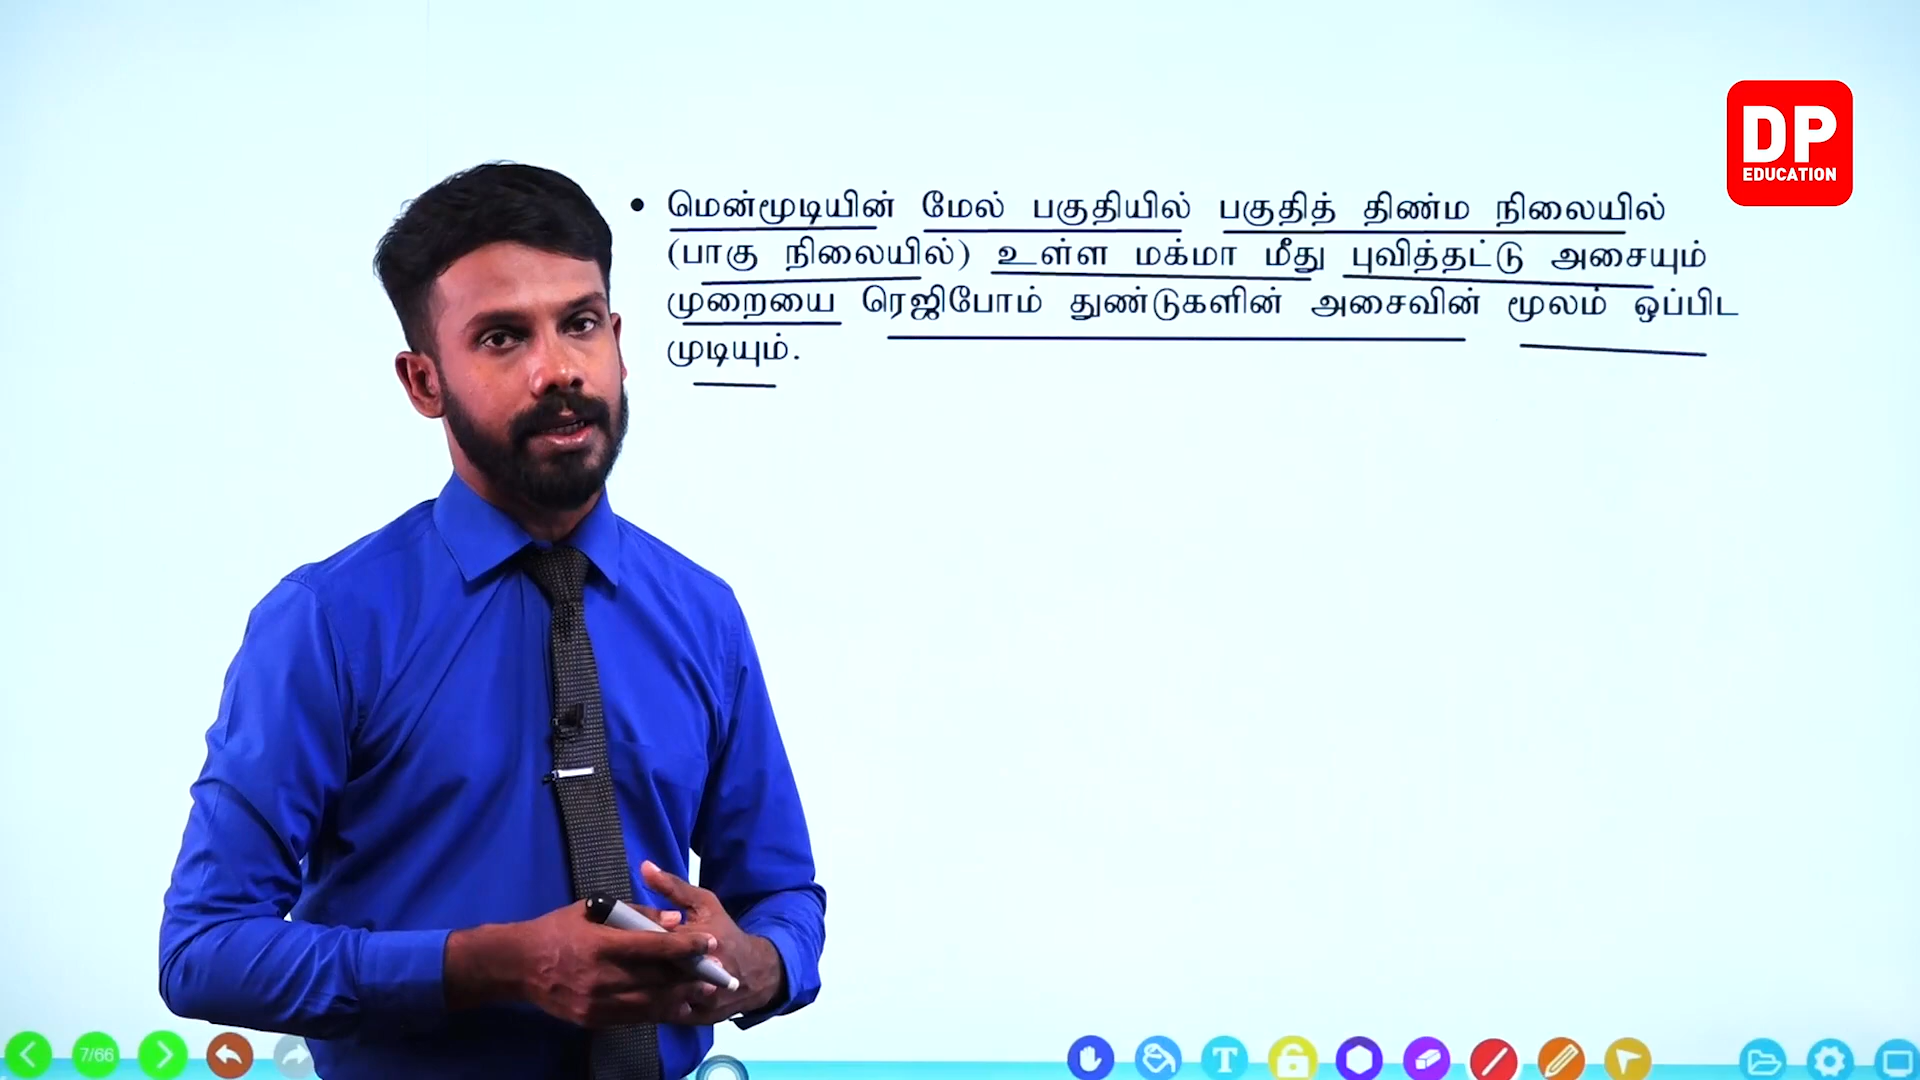 DP
EDUCATION
• மென்மூடியின் மேல் பகுதியில் பகுதித் திண்ம நிலையில்
(பாகு நிலையில்) உள்ள மக்மா மீது புவித்தட்டு அசையும்
முறையை ரெஜிபோம் துண்டுகளின் அசைவின் மூலம் ஒப்பிட
முடியும்.
7/66
T